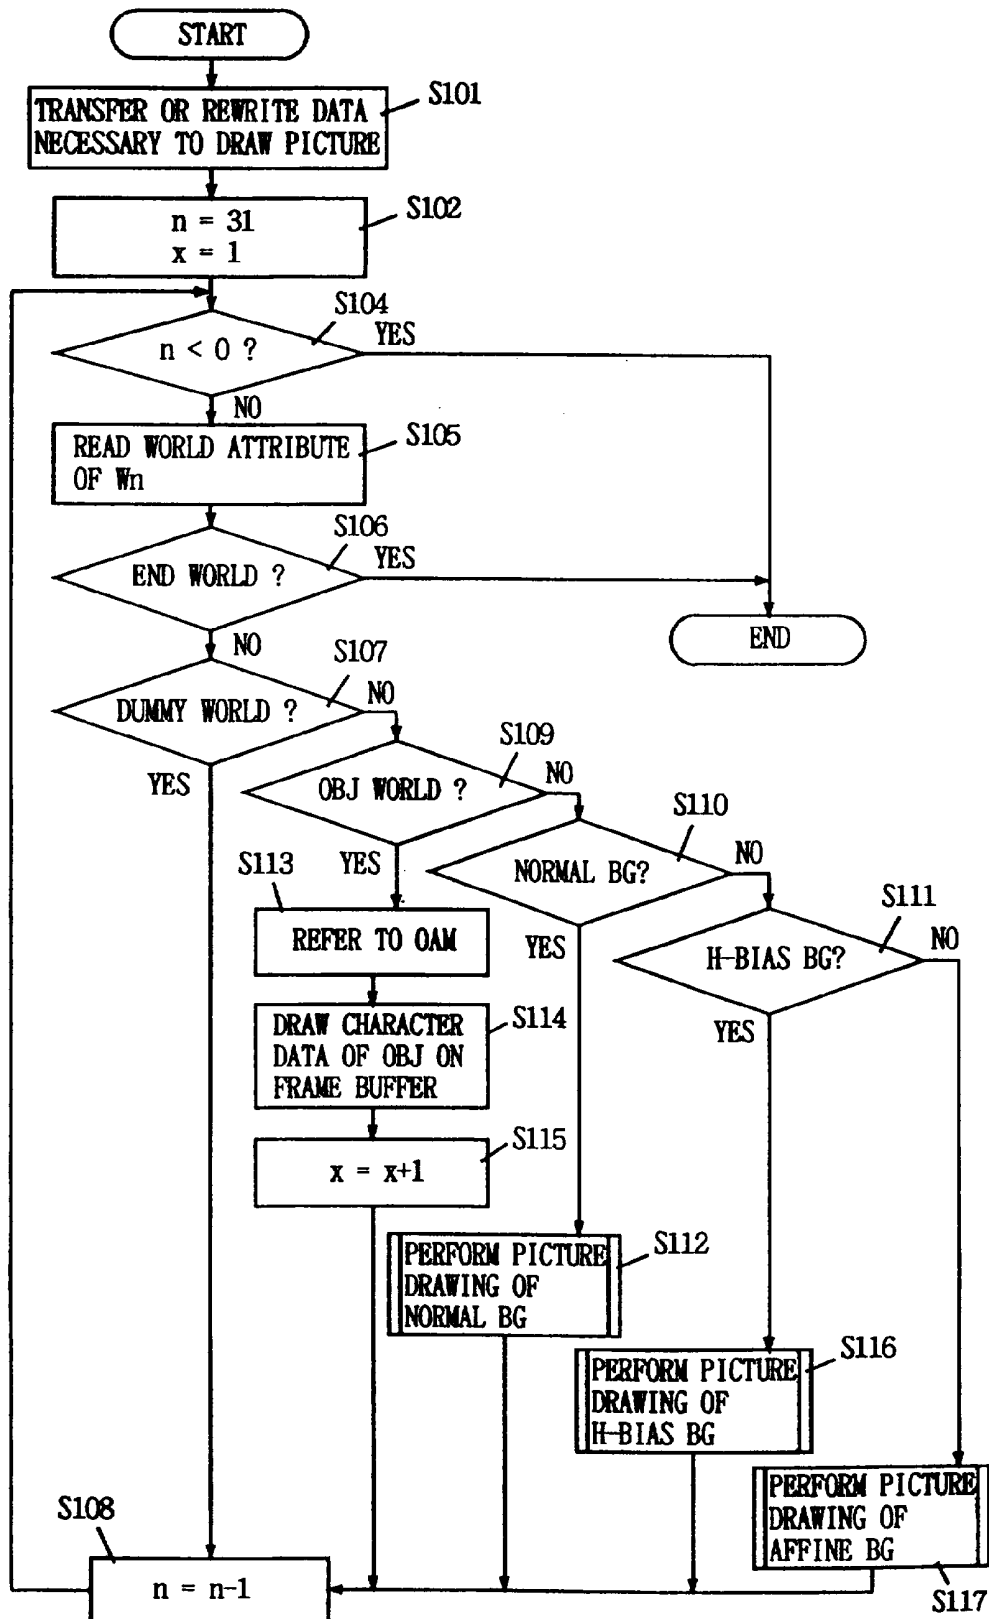 START
S101
TRANSFER OR REWRITE DATA
NECESSARY TO DRAW PICTURE
S102
n = 31
x = 1
S104
n < 0 ?
YES
NO
S105
READ WORLD ATTRIBUTE
OF Wn
S106
END WORLD ?
YES
END
NO
S107
DUMMY WORLD ?
NO
YES
S109
OBJ WORLD ?
NO
YES
S110
NORMAL BG?
NO
YES
S111
H-BIAS BG?
NO
YES
S113
REFER TO OAM
S114
DRAW CHARACTER
DATA OF OBJ ON
FRAME BUFFER
S115
x = x+1
S112
PERFORM PICTURE
DRAWING OF
NORMAL BG
S116
PERFORM PICTURE
DRAWING OF
H-BIAS BG
PERFORM PICTURE
DRAWING OF
AFFINE BG
S117
S108
n = n-1